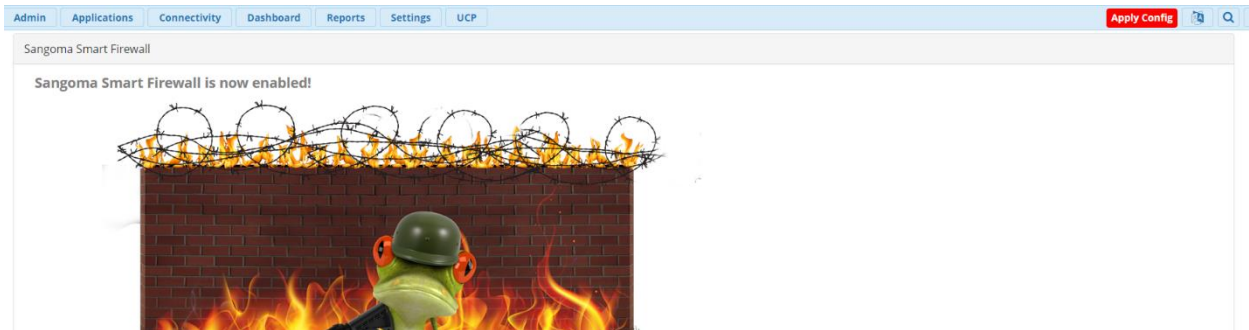 Admin Applications Connectivity Dashboard Reports Settings UCP Apply Config
Sangoma Smart Firewall
Sangoma Smart Firewall is now enabled!